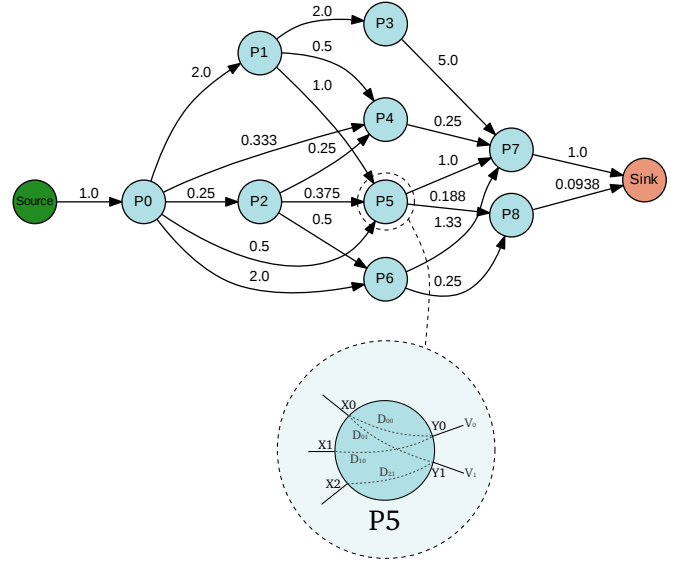 2.0
P3
0.5
P1
5.0
2.0
1.0
P4
0.25
0.333
0.25
P7
1.0
1.0
Sink
Source
1.0
P0
0.25
P2
0.375
P5
0.188
0.0938
P8
0.5
1.33
0.5
2.0
P6
0.25
X0
D₀₀
Y0
V₀
D₀₁
X1
D₁₀
D₂₁
Y1
V₁
X2
P5